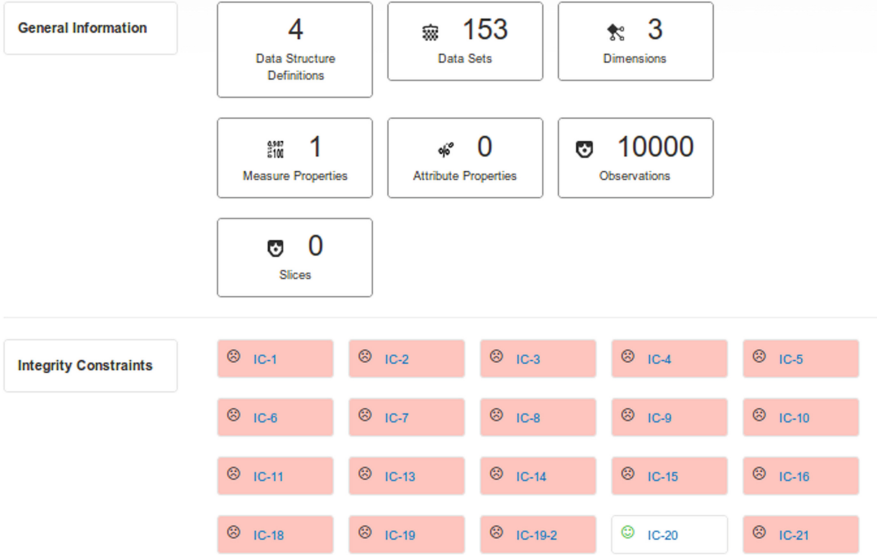 General Information
4
Data Structure
Definitions
153
Data Sets
3
Dimensions
1
Measure Properties
0
Attribute Properties
10000
Observations
0
Slices
Integrity Constraints
IC-1 IC-2 IC-3 IC-4 IC-5
IC-6 IC-7 IC-8 IC-9 IC-10
IC-11 IC-13 IC-14 IC-15 IC-16
IC-18 IC-19 IC-19-2 IC-20 IC-21